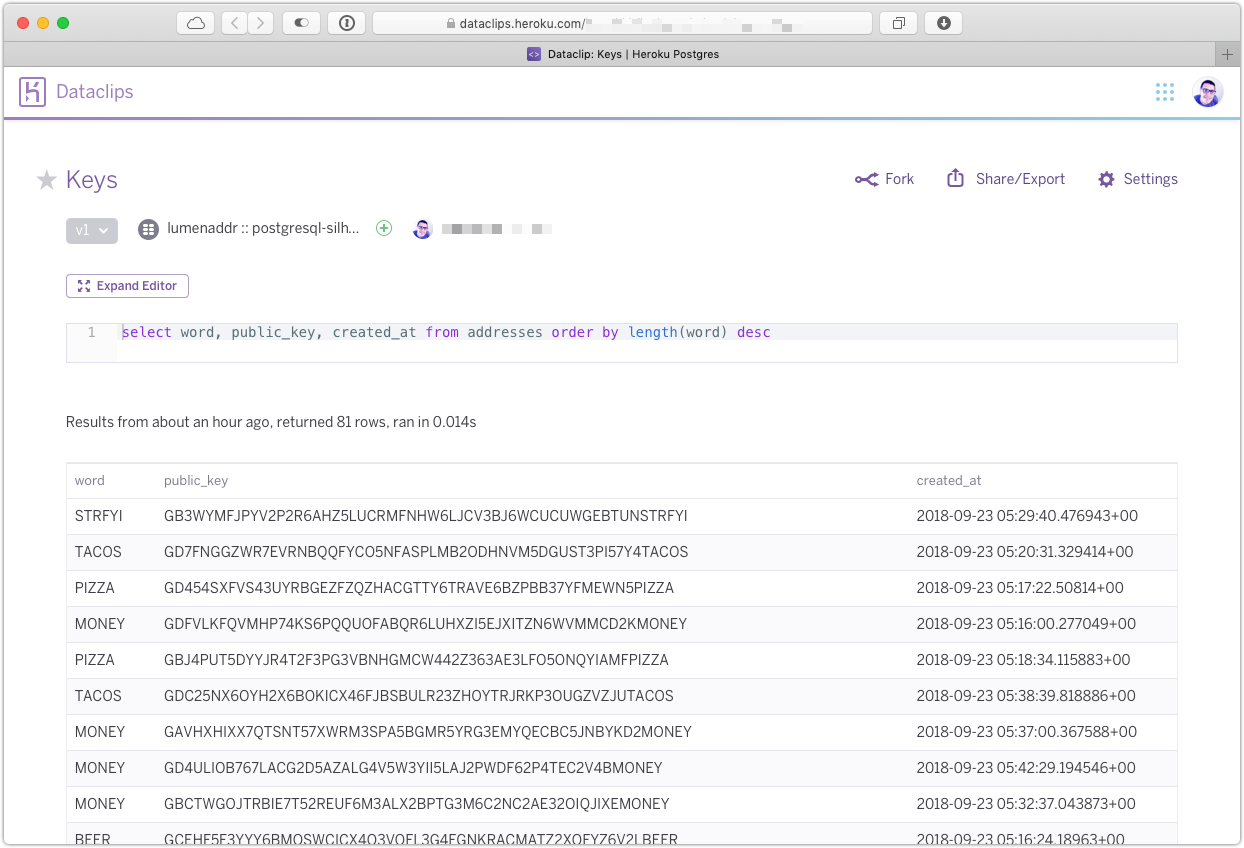 dataclips.heroku.com/
Dataclip: Keys | Heroku Postgres
Dataclips
Keys
Fork
Share/Export
Settings
v1
lumenaddr :: postgresql-silh...
Expand Editor
1 select word, public_key, created_at from addresses order by length(word) desc
Results from about an hour ago, returned 81 rows, ran in 0.014s
word public_key created_at
STRFYI GB3WYMFJPYV2P2R6AHZ5LUCRMFNHW6LJCV3BJ6WCUCUWGEBTUNSTRFYI 2018-09-23 05:29:40.476943+00
TACOS GD7FNGGZWR7EVRNBQQFYCO5NFASPLMB2ODHNVM5DGUST3PI57Y4TACOS 2018-09-23 05:20:31.329414+00
PIZZA GD454SXFVS43UYRBGEZFZQZHACGTTY6TRAVE6BZPBB37YFMEWN5PIZZA 2018-09-23 05:17:22.50814+00
MONEY GDFVLKFQVMHP74KS6PQQUOFABQR6LUHXZI5EJXITZN6WVMMCD2KMONEY 2018-09-23 05:16:00.277049+00
PIZZA GBJ4PUT5DYYJR4T2F3PG3VBNHGMCW442Z363AE3LFO5ONQYIAMFPIZZA 2018-09-23 05:18:34.115883+00
TACOS GDC25NX6OYH2X6BOKICX46FJBSBULR23ZHOYTRJRKP3OUGZVZJUTACOS 2018-09-23 05:38:39.818886+00
MONEY GAVHXHIXX7QTSNT57XWRM3SPA5BGMR5YRG3EMYQECBC5JNBYKD2MONEY 2018-09-23 05:37:00.367588+00
MONEY GD4ULIOB767LACG2D5AZALG4V5W3YII5LAJ2PWDF62P4TEC2V4BMONEY 2018-09-23 05:42:29.194546+00
MONEY GBCTWGOJTRBIE7T52REUF6M3ALX2BPTG3M6C2NC2AE32OIQJIXEMONEY 2018-09-23 05:32:37.043873+00
BEER 2018-09-23 05:16:24.18963+00